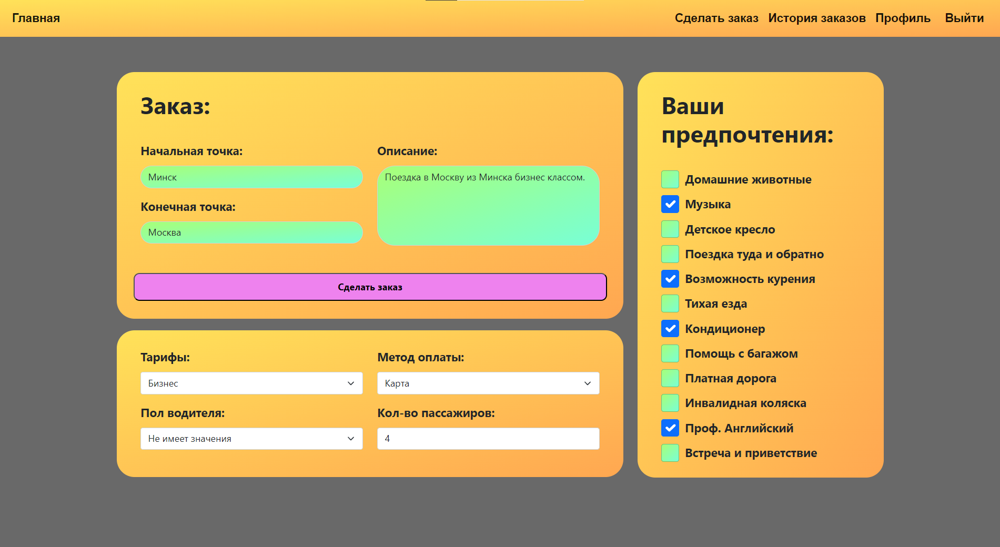 Главная
Сделать заказ
История заказов
Профиль
Выйти
Заказ:
Начальная точка:
Минск
Конечная точка:
Москва
Описание:
Поездка в Москву из Минска бизнес классом.
Сделать заказ
Тарифы:
Бизнес
Метод оплаты:
Карта
Пол водителя:
Не имеет значения
Кол-во пассажиров:
4
Ваши
предпочтения:
Домашние животные
Музыка
Детское кресло
Поездка туда и обратно
Возможность курения
Тихая езда
Кондиционер
Помощь с багажом
Платная дорога
Инвалидная коляска
Проф. Английский
Встреча и приветствие